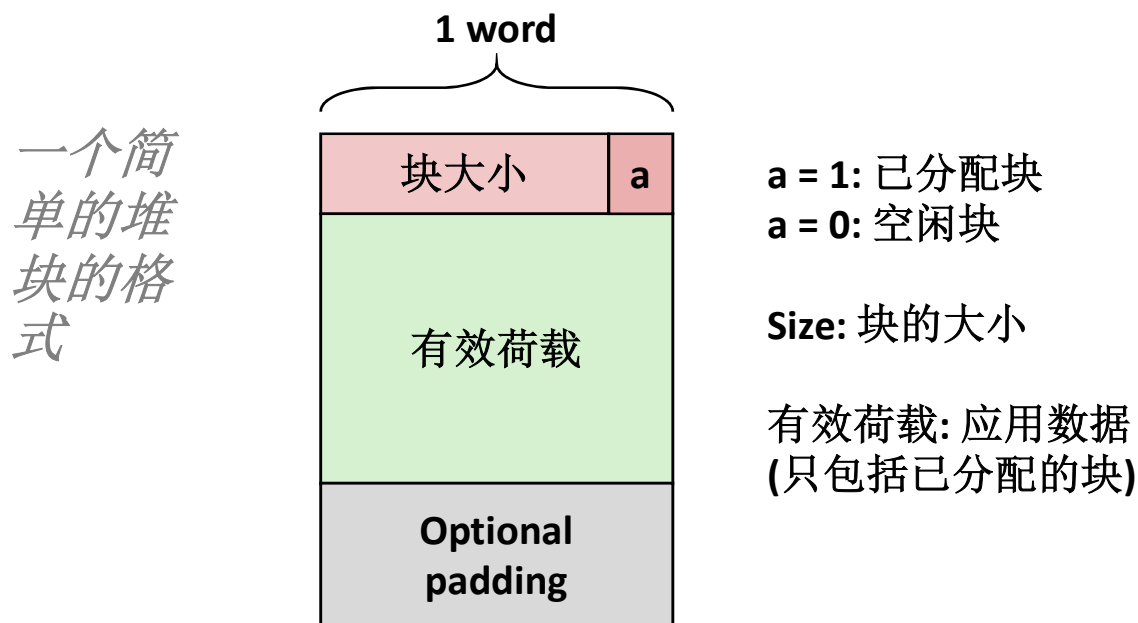 1 word
一个简
单的堆
块的格
式
块大小
a
a = 1: 已分配块
a = 0: 空闲块
有效荷载
Size: 块的大小
有效荷载: 应用数据
(只包括已分配的块)
Optional
padding